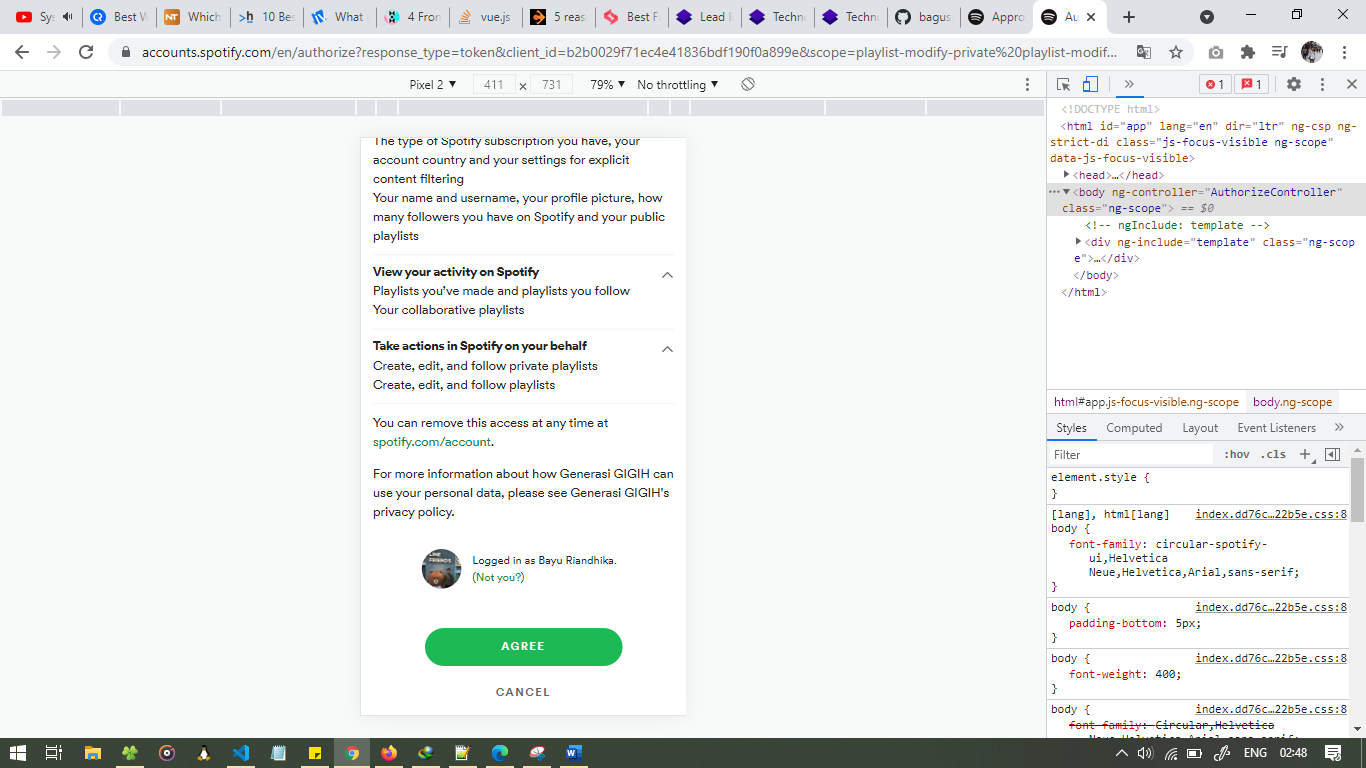 Sys
Best W
Which
10 Bes
What
4 Fron
vue.js
5 reas
Best F
Lead I
Techn
Techn
bagus
Appro
Au
accounts.spotify.com/en/authorize?response_type=token&client_id=b2b0029f71ec4e41836bdf190f0a899e&scope=playlist-modify-private%20playlist-modif...
Pixel 2 ▼ 411 x 731 79% ▼ No throttling ▼
The type of Spotify subscription you have, your
account country and your settings for explicit
content filtering
Your name and username, your profile picture, how
many followers you have on Spotify and your public
playlists
View your activity on Spotify
Playlists you've made and playlists you follow
Your collaborative playlists
Take actions in Spotify on your behalf
Create, edit, and follow private playlists
Create, edit, and follow playlists
You can remove this access at any time at
spotify.com/account.
For more information about how Generasi GIGIH can
use your personal data, please see Generasi GIGIH's
privacy policy.
LINE
FRIENDS
Logged in as Bayu Riandhika.
(Not you?)
AGREE
CANCEL
» 1 1
<!DOCTYPE html>
<html id="app" lang="en" dir="ltr" ng-csp ng-
strict-di class="js-focus-visible ng-scope"
data-js-focus-visible>
<head>…</head>
<body ng-controller="AuthorizeController"
class="ng-scope"> == $0
<!-- ngInclude: template -->
<div ng-include="template" class="ng-scop
e">…</div>
</body>
</html>
html#app.js-focus-visible.ng-scope body.ng-scope
Styles Computed Layout Event Listeners »
Filter :hov .cls +
element.style {
}
[lang], html[lang] index.dd76c…22b5e.css:8
body {
font-family: circular-spotify-
ui,Helvetica
Neue,Helvetica,Arial,sans-serif;
}
body { index.dd76c…22b5e.css:8
padding-bottom: 5px;
}
body { index.dd76c…22b5e.css:8
font-weight: 400;
}
body { index.dd76c…22b5e.css:8
font-family: Circular,Helvetica
Neue,Helvetica,Arial,sans-serif;
ENG 02:48